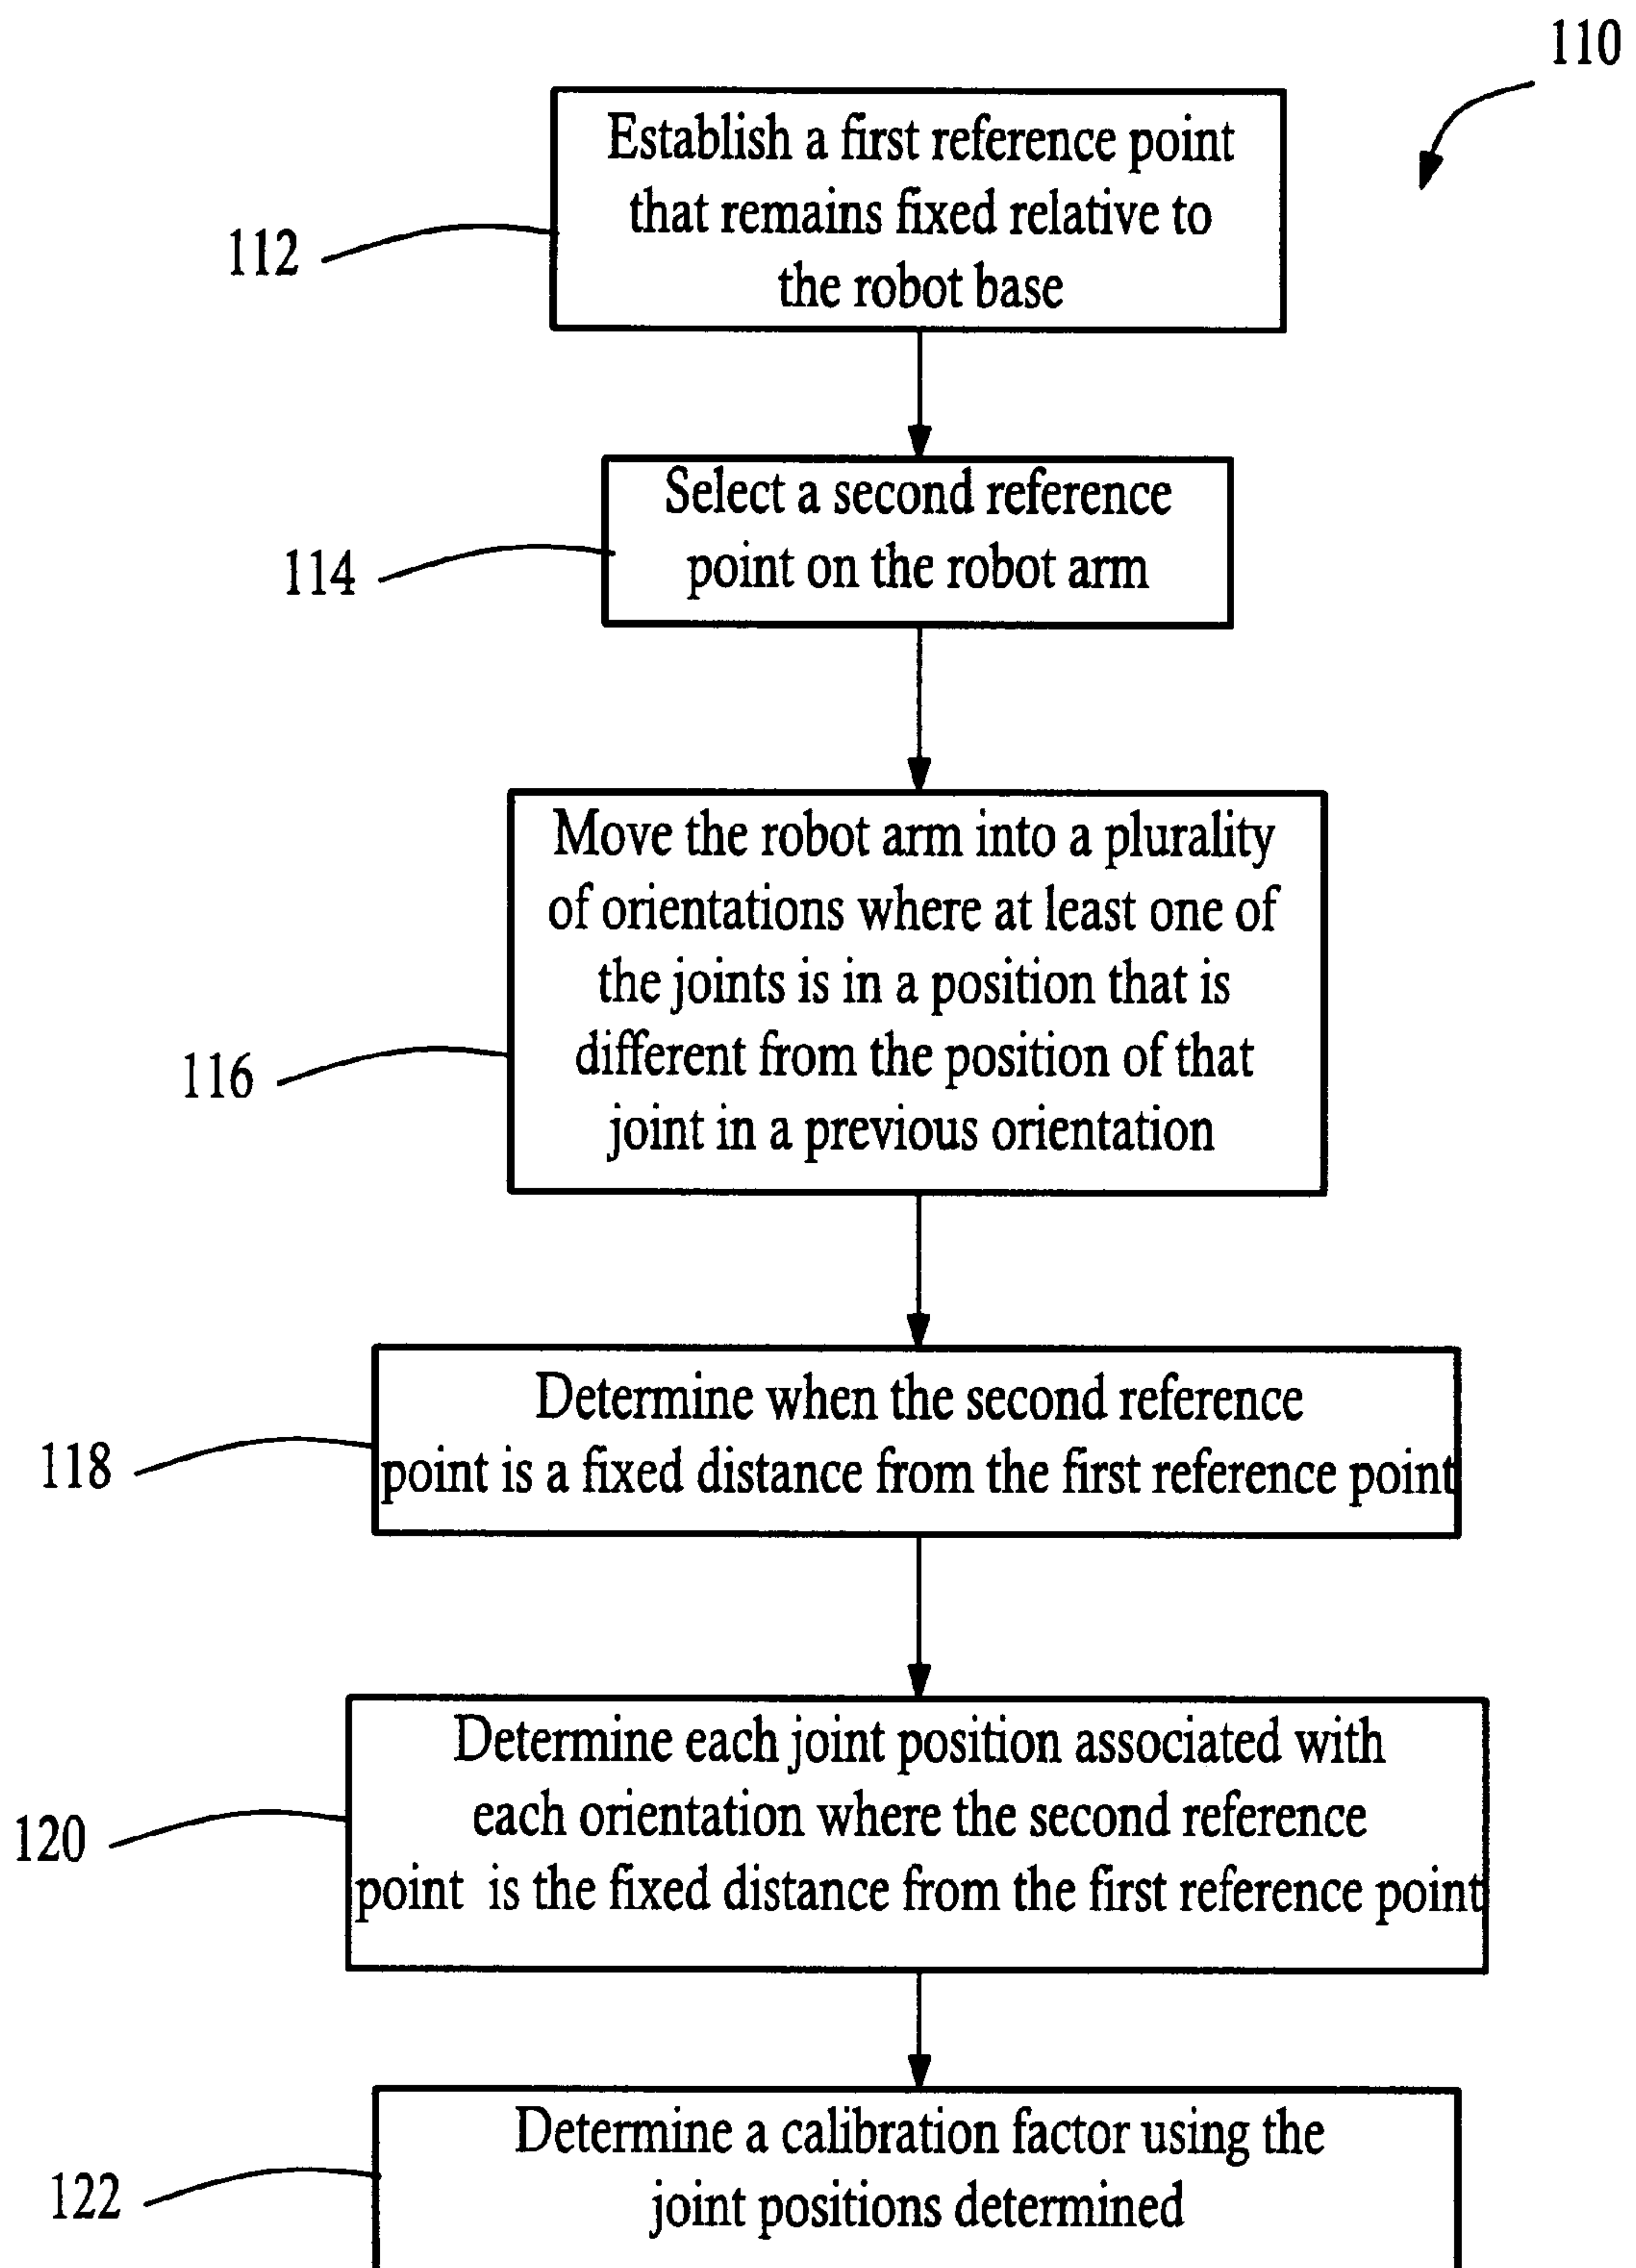 110
Establish a first reference point
that remains fixed relative to
the robot base
112
Select a second reference
point on the robot arm
114
Move the robot arm into a plurality
of orientations where at least one of
the joints is in a position that is
different from the position of that
joint in a previous orientation
116
Determine when the second reference
point is a fixed distance from the first reference point
118
Determine each joint position associated with
each orientation where the second reference
point is the fixed distance from the first reference point
120
Determine a calibration factor using the
joint positions determined
122